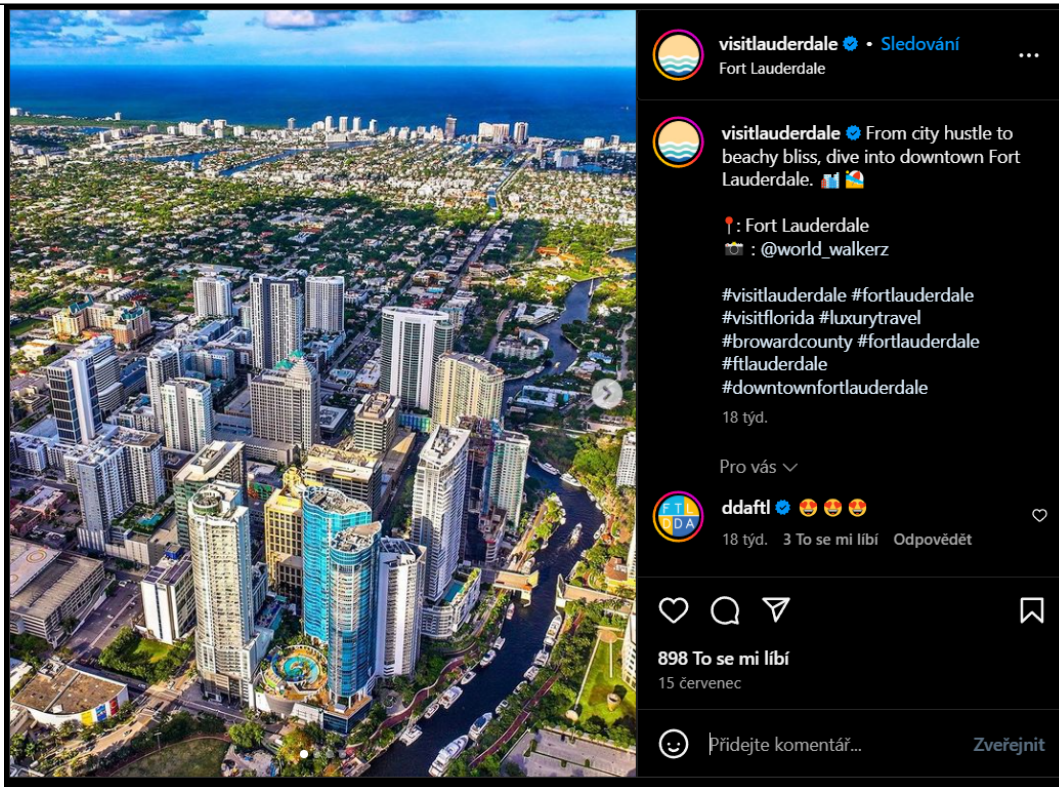 visitlauderdale • Sledování
Fort Lauderdale
visitlauderdale From city hustle to
beachy bliss, dive into downtown Fort
Lauderdale. 🏙️ 🏖️
📍: Fort Lauderdale
📷 : @world_walkerz
#visitlauderdale #fortlauderdale
#visitflorida #luxurytravel
#browardcounty #fortlauderdale
#ftlauderdale
#downtownfortlauderdale
18 týd.
Pro vás
FTL
DDA
ddaftl 😍 😍 😍
18 týd. 3 To se mi líbí Odpovědět
898 To se mi líbí
15 červenec
Přidejte komentář...
Zveřejnit